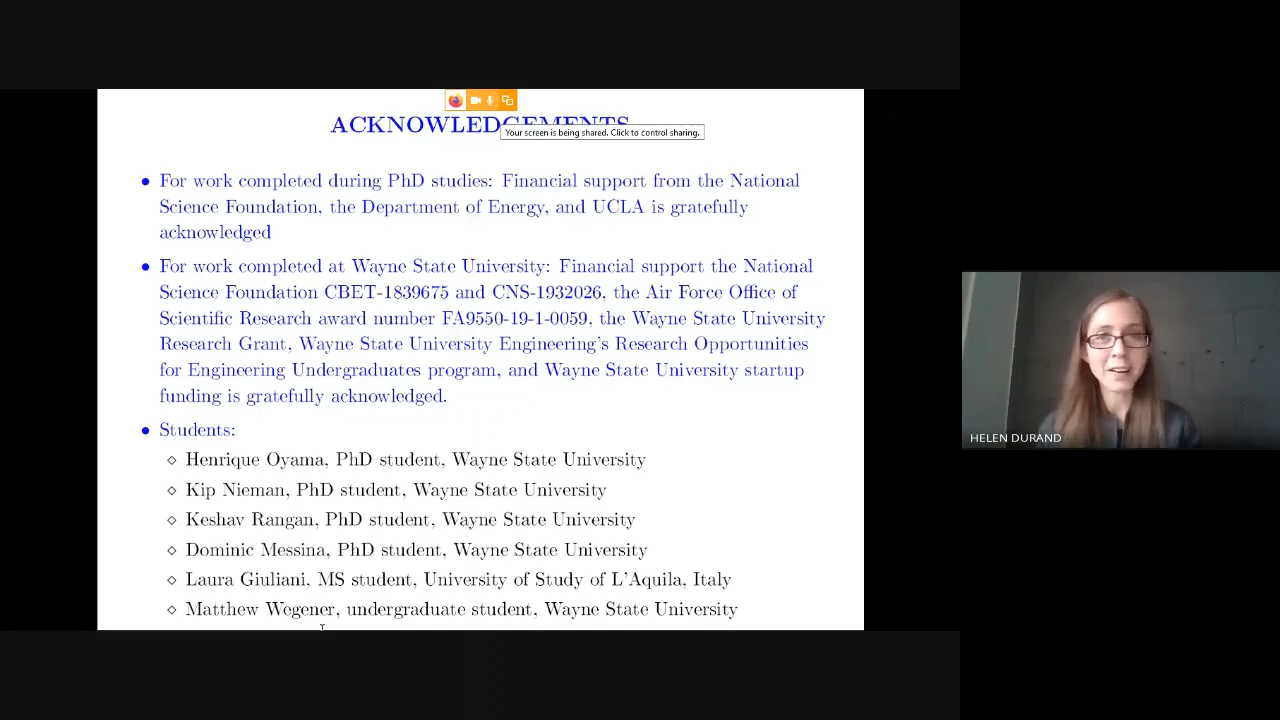 ACKNOWLEDGEMENTS
Your screen is being shared. Click to control sharing.
• For work completed during PhD studies: Financial support from the National
Science Foundation, the Department of Energy, and UCLA is gratefully
acknowledged
• For work completed at Wayne State University: Financial support the National
Science Foundation CBET-1839675 and CNS-1932026, the Air Force Office of
Scientific Research award number FA9550-19-1-0059, the Wayne State University
Research Grant, Wayne State University Engineering's Research Opportunities
for Engineering Undergraduates program, and Wayne State University startup
funding is gratefully acknowledged.
• Students:
⋄ Henrique Oyama, PhD student, Wayne State University
⋄ Kip Nieman, PhD student, Wayne State University
⋄ Keshav Rangan, PhD student, Wayne State University
⋄ Dominic Messina, PhD student, Wayne State University
⋄ Laura Giuliani, MS student, University of Study of L'Aquila, Italy
⋄ Matthew Wegener, undergraduate student, Wayne State University
HELEN DURAND